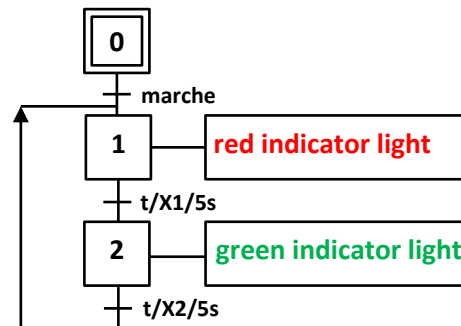 0
marche
1 red indicator light
t/X1/5s
2 green indicator light
t/X2/5s